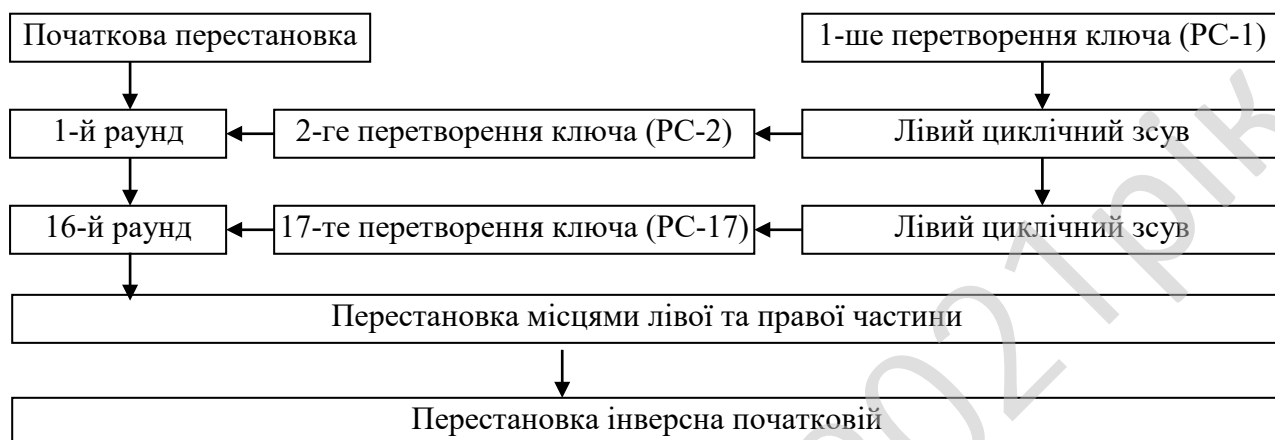 Початкова перестановка
1-ше перетворення ключа (РС-1)
1-й раунд
2-ге перетворення ключа (РС-2)
Лівий циклічний зсув
16-й раунд
17-те перетворення ключа (РС-17)
Лівий циклічний зсув
Перестановка місцями лівої та правої частини
Перестановка інверсна початковій
2021рік